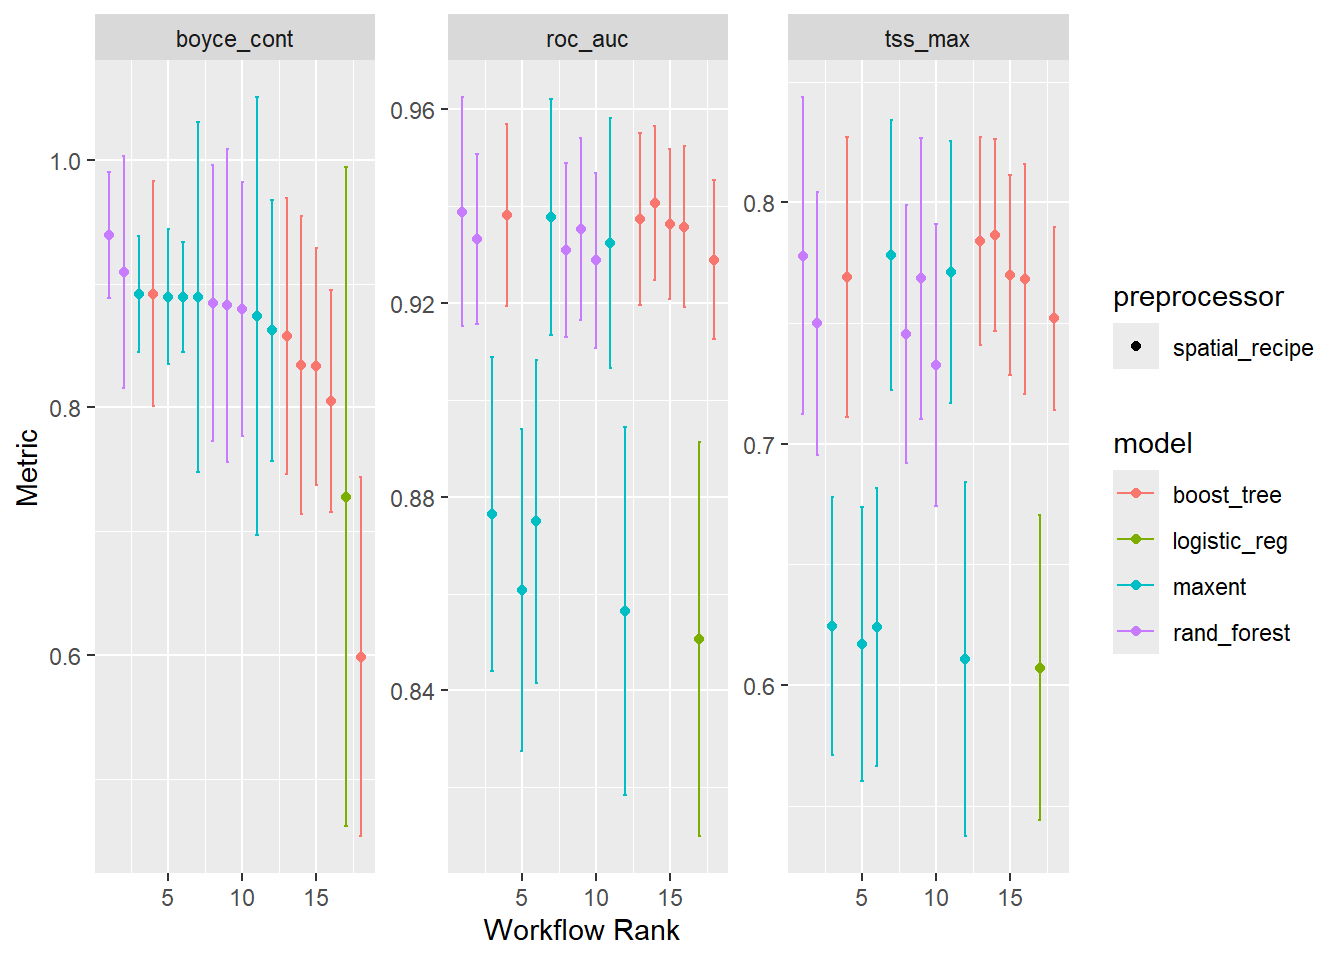 boyce_cont
roc_auc
tss_max
1.0
0.8
0.6
0.96
0.92
0.88
0.84
0.8
0.7
0.6
5 10 15
5 10 15
5 10 15
Metric
Workflow Rank
preprocessor
spatial_recipe
model
boost_tree
logistic_reg
maxent
rand_forest